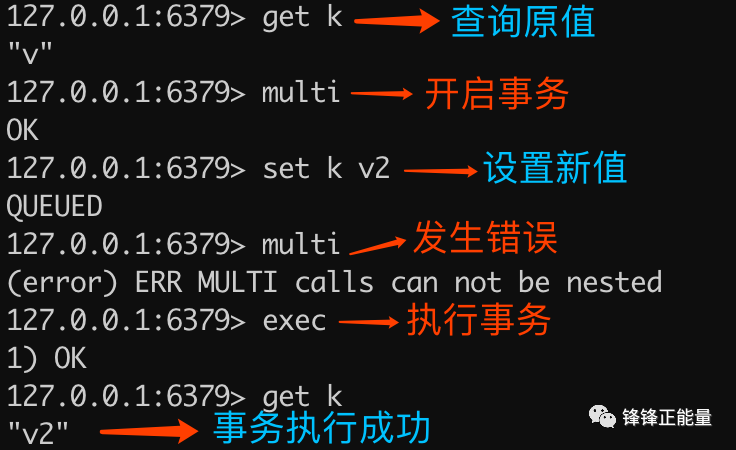 127.0.0.1:6379> get k 查询原值
"v"
127.0.0.1:6379> multi 开启事务
OK
127.0.0.1:6379> set k v2 设置新值
QUEUED
127.0.0.1:6379> multi 发生错误
(error) ERR MULTI calls can not be nested
127.0.0.1:6379> exec 执行事务
1) OK
127.0.0.1:6379> get k
"v2" 事务执行成功
锋锋正能量